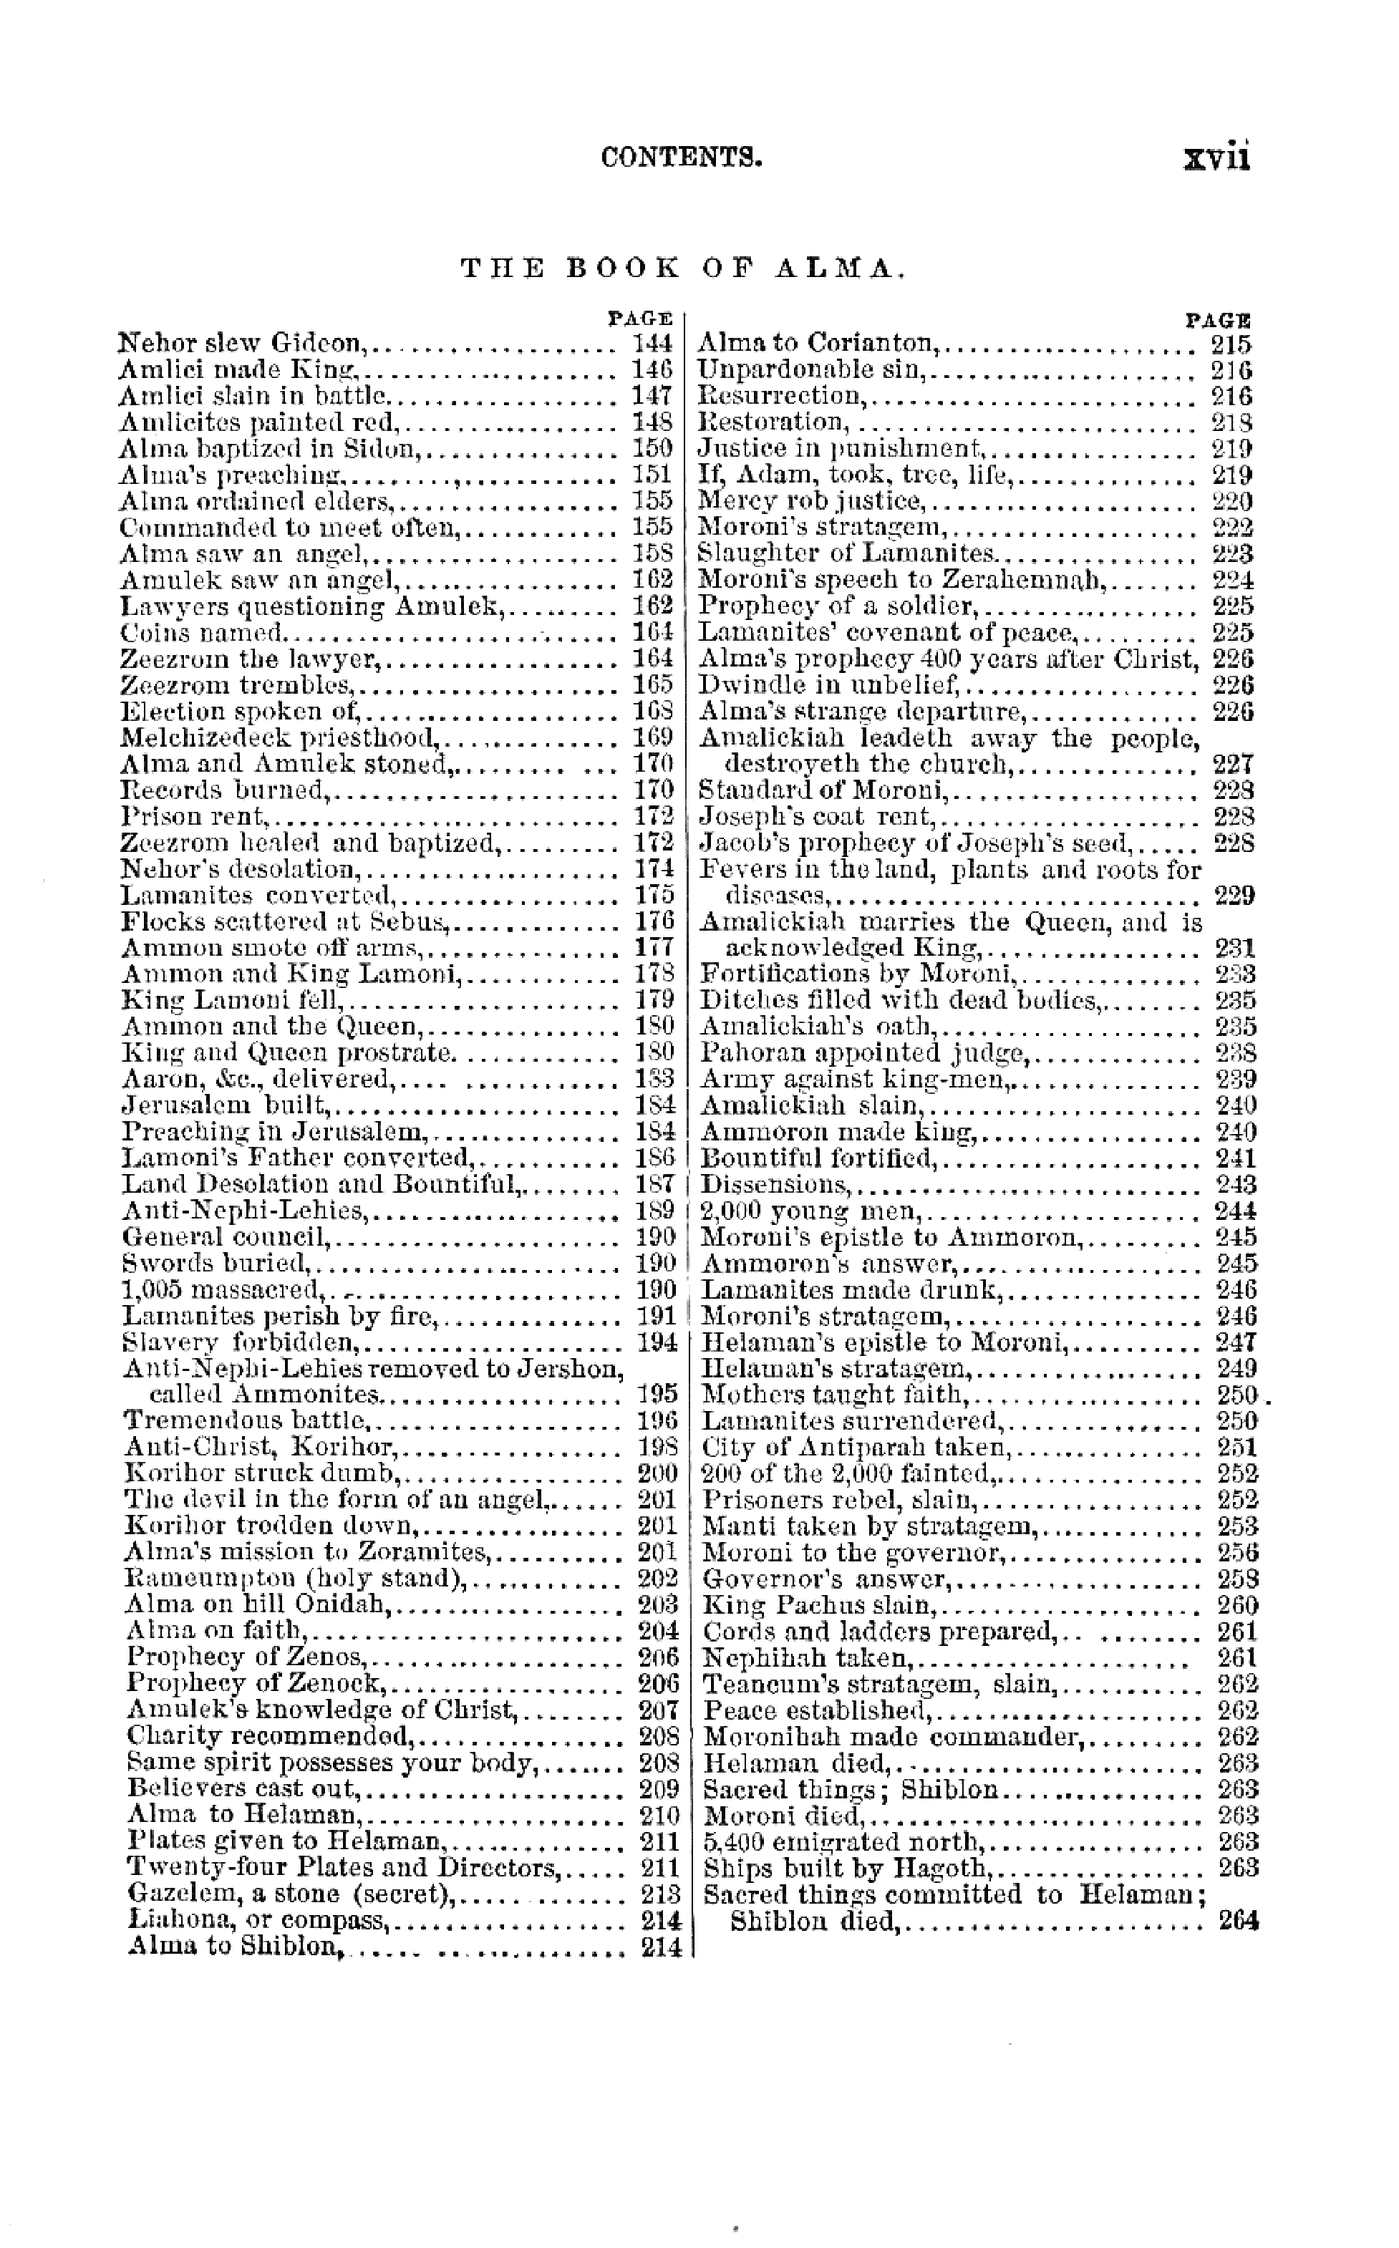 CONTENTS. xvii
THE BOOK OF ALMA.
PAGE
Nehor slew Gideon,.................... 144
Amlici made King,.................... 146
Amlici slain in battle.................. 147
Amlicites painted red,................. 148
Alma baptized in Sidon,............... 150
Alma's preaching,..................... 151
Alma ordained elders,................. 155
Commanded to meet often,............ 155
Alma saw an angel,.................... 158
Amulek saw an angel,................. 162
Lawyers questioning Amulek,......... 162
Coins named.......................... 164
Zeezrom the lawyer,.................. 164
Zeezrom trembles,.................... 165
Election spoken of,.................... 168
Melchizedeck priesthood,.............. 169
Alma and Amulek stoned,............ 170
Records burned,...................... 170
Prison rent,........................... 172
Zeezrom healed and baptized,......... 172
Nehor's desolation,.................... 174
Lamanites converted,................. 175
Flocks scattered at Sebus,............. 176
Ammon smote off arms,............... 177
Ammon and King Lamoni,............ 178
King Lamoni fell,..................... 179
Ammon and the Queen,............... 180
King and Queen prostrate............. 180
Aaron, &c., delivered,................ 183
Jerusalem built,...................... 184
Preaching in Jerusalem,............... 184
Lamoni's Father converted,........... 186
Land Desolation and Bountiful,........ 187
Anti-Nephi-Lehies,................... 189
General council,...................... 190
Swords buried,........................ 190
1,005 massacred,...................... 190
Lamanites perish by fire,.............. 191
Slavery forbidden,.................... 194
Anti-Nephi-Lehies removed to Jershon,
called Ammonites................... 195
Tremendous battle,................... 196
Anti-Christ, Korihor,................. 198
Korihor struck dumb,................. 200
The devil in the form of an angel,...... 201
Korihor trodden down,................ 201
Alma's mission to Zoramites,.......... 201
Rameumpton (holy stand),............ 202
Alma on hill Onidah,.................. 203
Alma on faith,........................ 204
Prophecy of Zenos,.................... 206
Prophecy of Zenock,.................. 206
Amulek's knowledge of Christ,........ 207
Charity recommended,................ 208
Same spirit possesses your body,....... 208
Believers cast out,.................... 209
Alma to Helaman,.................... 210
Plates given to Helaman,.............. 211
Twenty-four Plates and Directors,..... 211
Gazelem, a stone (secret),............. 213
Liahona, or compass,.................. 214
Alma to Shiblon,..................... 214
PAGE
Alma to Corianton,.................... 215
Unpardonable sin,..................... 216
Resurrection,......................... 216
Restoration,.......................... 218
Justice in punishment,................ 219
If, Adam, took, tree, life,.............. 219
Mercy rob justice,..................... 220
Moroni's stratagem,................... 222
Slaughter of Lamanites................ 223
Moroni's speech to Zerahemnah,....... 224
Prophecy of a soldier,................. 225
Lamanites' covenant of peace,......... 225
Alma's prophecy 400 years after Christ, 226
Dwindle in unbelief,.................. 226
Alma's strange departure,............. 226
Amalickiah leadeth away the people,
destroyeth the church,.............. 227
Standard of Moroni,................... 228
Joseph's coat rent,.................... 228
Jacob's prophecy of Joseph's seed,..... 228
Fevers in the land, plants and roots for
diseases,............................ 229
Amalickiah marries the Queen, and is
acknowledged King,................. 231
Fortifications by Moroni,.............. 233
Ditches filled with dead bodies,........ 235
Amalickiah's oath,.................... 235
Pahoran appointed judge,............. 238
Army against king-men,............... 239
Amalickiah slain,..................... 240
Ammoron made king,................. 240
Bountiful fortified,.................... 241
Dissensions,........................... 243
2,000 young men,..................... 244
Moroni's epistle to Ammoron,......... 245
Ammoron's answer,................... 245
Lamanites made drunk,............... 246
Moroni's stratagem,................... 246
Helaman's epistle to Moroni,.......... 247
Helaman's stratagem,................. 249
Mothers taught faith,.................. 250.
Lamanites surrendered,............... 250
City of Antiparah taken,............... 251
200 of the 2,000 fainted,............... 252
Prisoners rebel, slain,................. 252
Manti taken by stratagem,............ 253
Moroni to the governor,............... 256
Governor's answer,................... 258
King Pachus slain,.................... 260
Cords and ladders prepared,.......... 261
Nephihah taken,..................... 261
Teancum's stratagem, slain,........... 262
Peace established,..................... 262
Moronihah made commander,......... 262
Helaman died,........................ 263
Sacred things; Shiblon................ 263
Moroni died,.......................... 263
5,400 emigrated north,................. 263
Ships built by Hagoth,................ 263
Sacred things committed to Helaman;
Shiblon died,....................... 264